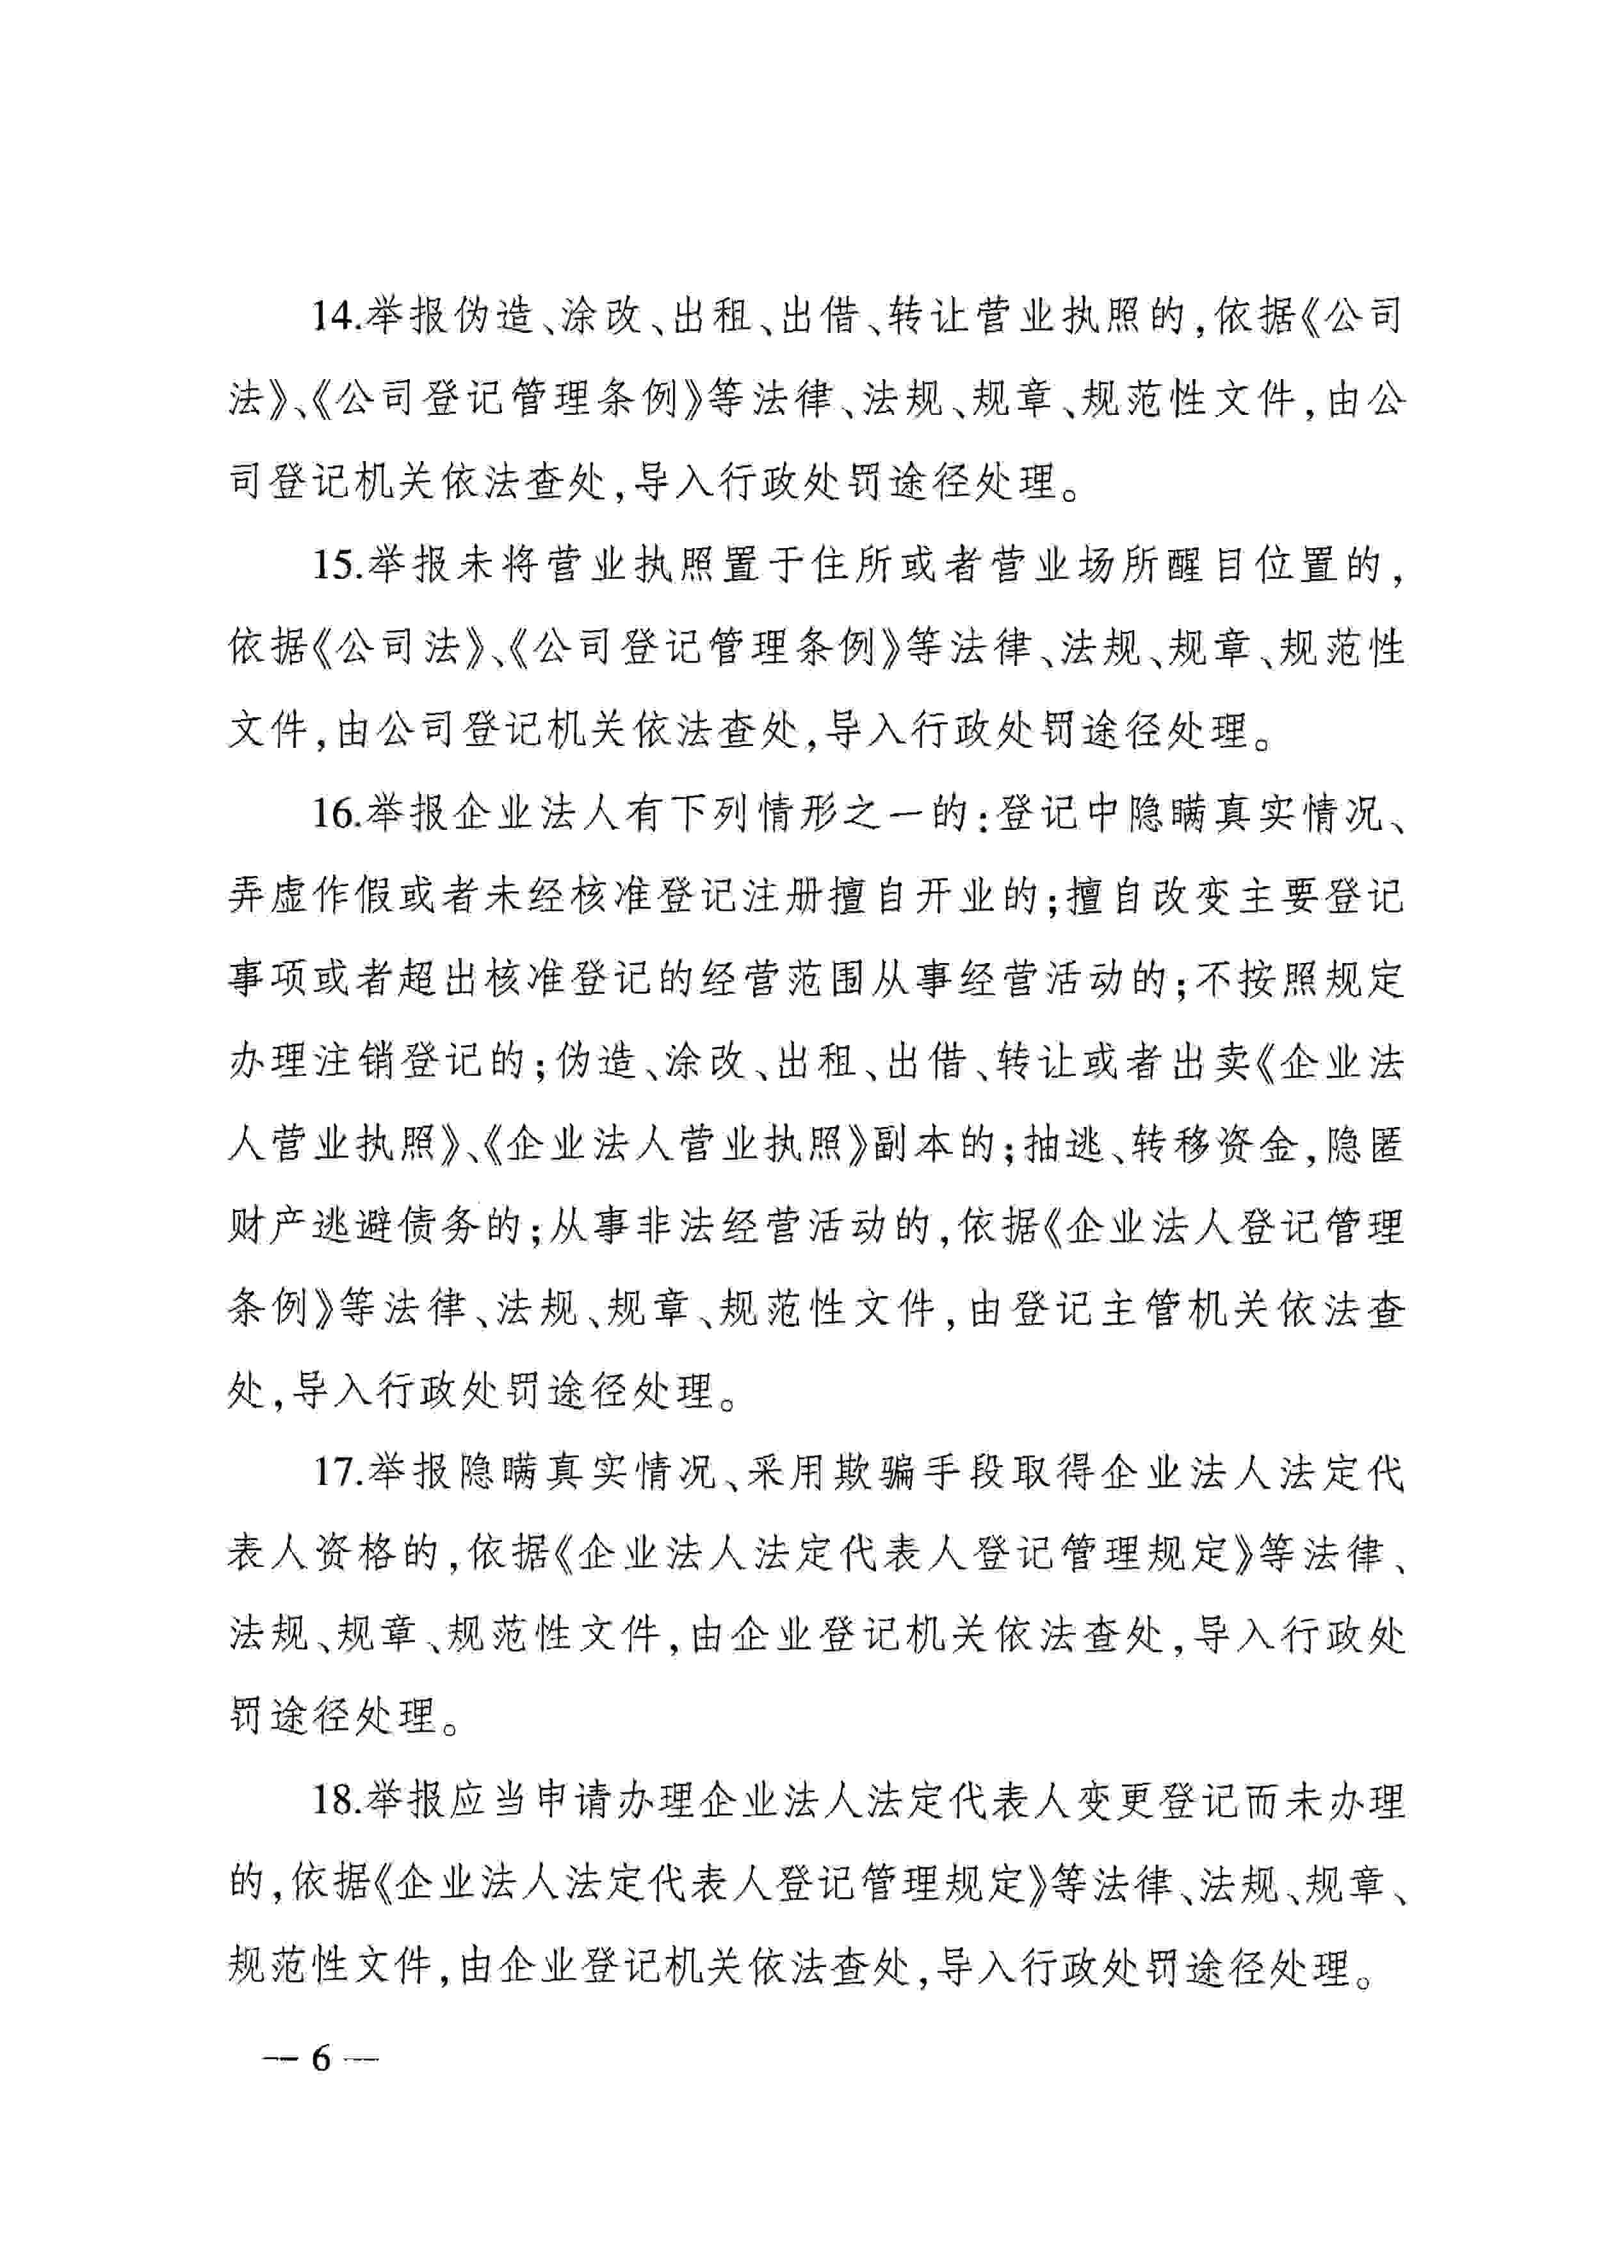 14.举报伪造、涂改、出租、出借、转让营业执照的,依据《公司
法》、《公司登记管理条例》等法律、法规、规章、规范性文件,由公
司登记机关依法查处,导入行政处罚途径处理。
15.举报未将营业执照置于住所或者营业场所醒目位置的,
依据《公司法》、《公司登记管理条例》等法律、法规、规章、规范性
文件,由公司登记机关依法查处,导入行政处罚途径处理。
16.举报企业法人有下列情形之一的:登记中隐瞒真实情况、
弄虚作假或者未经核准登记注册擅自开业的;擅自改变主要登记
事项或者超出核准登记的经营范围从事经营活动的;不按照规定
办理注销登记的;伪造、涂改、出租、出借、转让或者出卖《企业法
人营业执照》、《企业法人营业执照》副本的;抽逃、转移资金,隐匿
财产逃避债务的;从事非法经营活动的,依据《企业法人登记管理
条例》等法律、法规、规章、规范性文件,由登记主管机关依法查
处,导入行政处罚途径处理。
17.举报隐瞒真实情况、采用欺骗手段取得企业法人法定代
表人资格的,依据《企业法人法定代表人登记管理规定》等法律、
法规、规章、规范性文件,由企业登记机关依法查处,导入行政处
罚途径处理。
18.举报应当申请办理企业法人法定代表人变更登记而未办理
的,依据《企业法人法定代表人登记管理规定》等法律、法规、规章、
规范性文件,由企业登记机关依法查处,导入行政处罚途径处理。
— 6 —